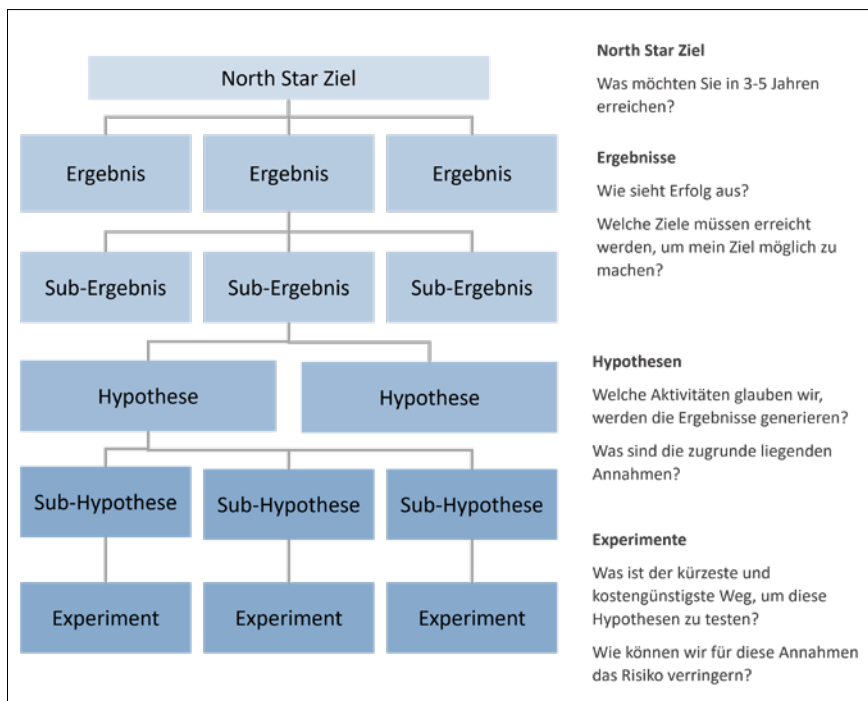 North Star Ziel
Ergebnis
Ergebnis
Ergebnis
Sub-Ergebnis
Sub-Ergebnis
Sub-Ergebnis
Hypothese
Hypothese
Sub-Hypothese
Sub-Hypothese
Sub-Hypothese
Experiment
Experiment
Experiment
North Star Ziel
Was möchten Sie in 3-5 Jahren
erreichen?
Ergebnisse
Wie sieht Erfolg aus?
Welche Ziele müssen erreicht
werden, um mein Ziel möglich zu
machen?
Hypothesen
Welche Aktivitäten glauben wir,
werden die Ergebnisse generieren?
Was sind die zugrunde liegenden
Annahmen?
Experimente
Was ist der kürzeste und
kostengünstigste Weg, um diese
Hypothesen zu testen?
Wie können wir für diese Annahmen
das Risiko verringern?